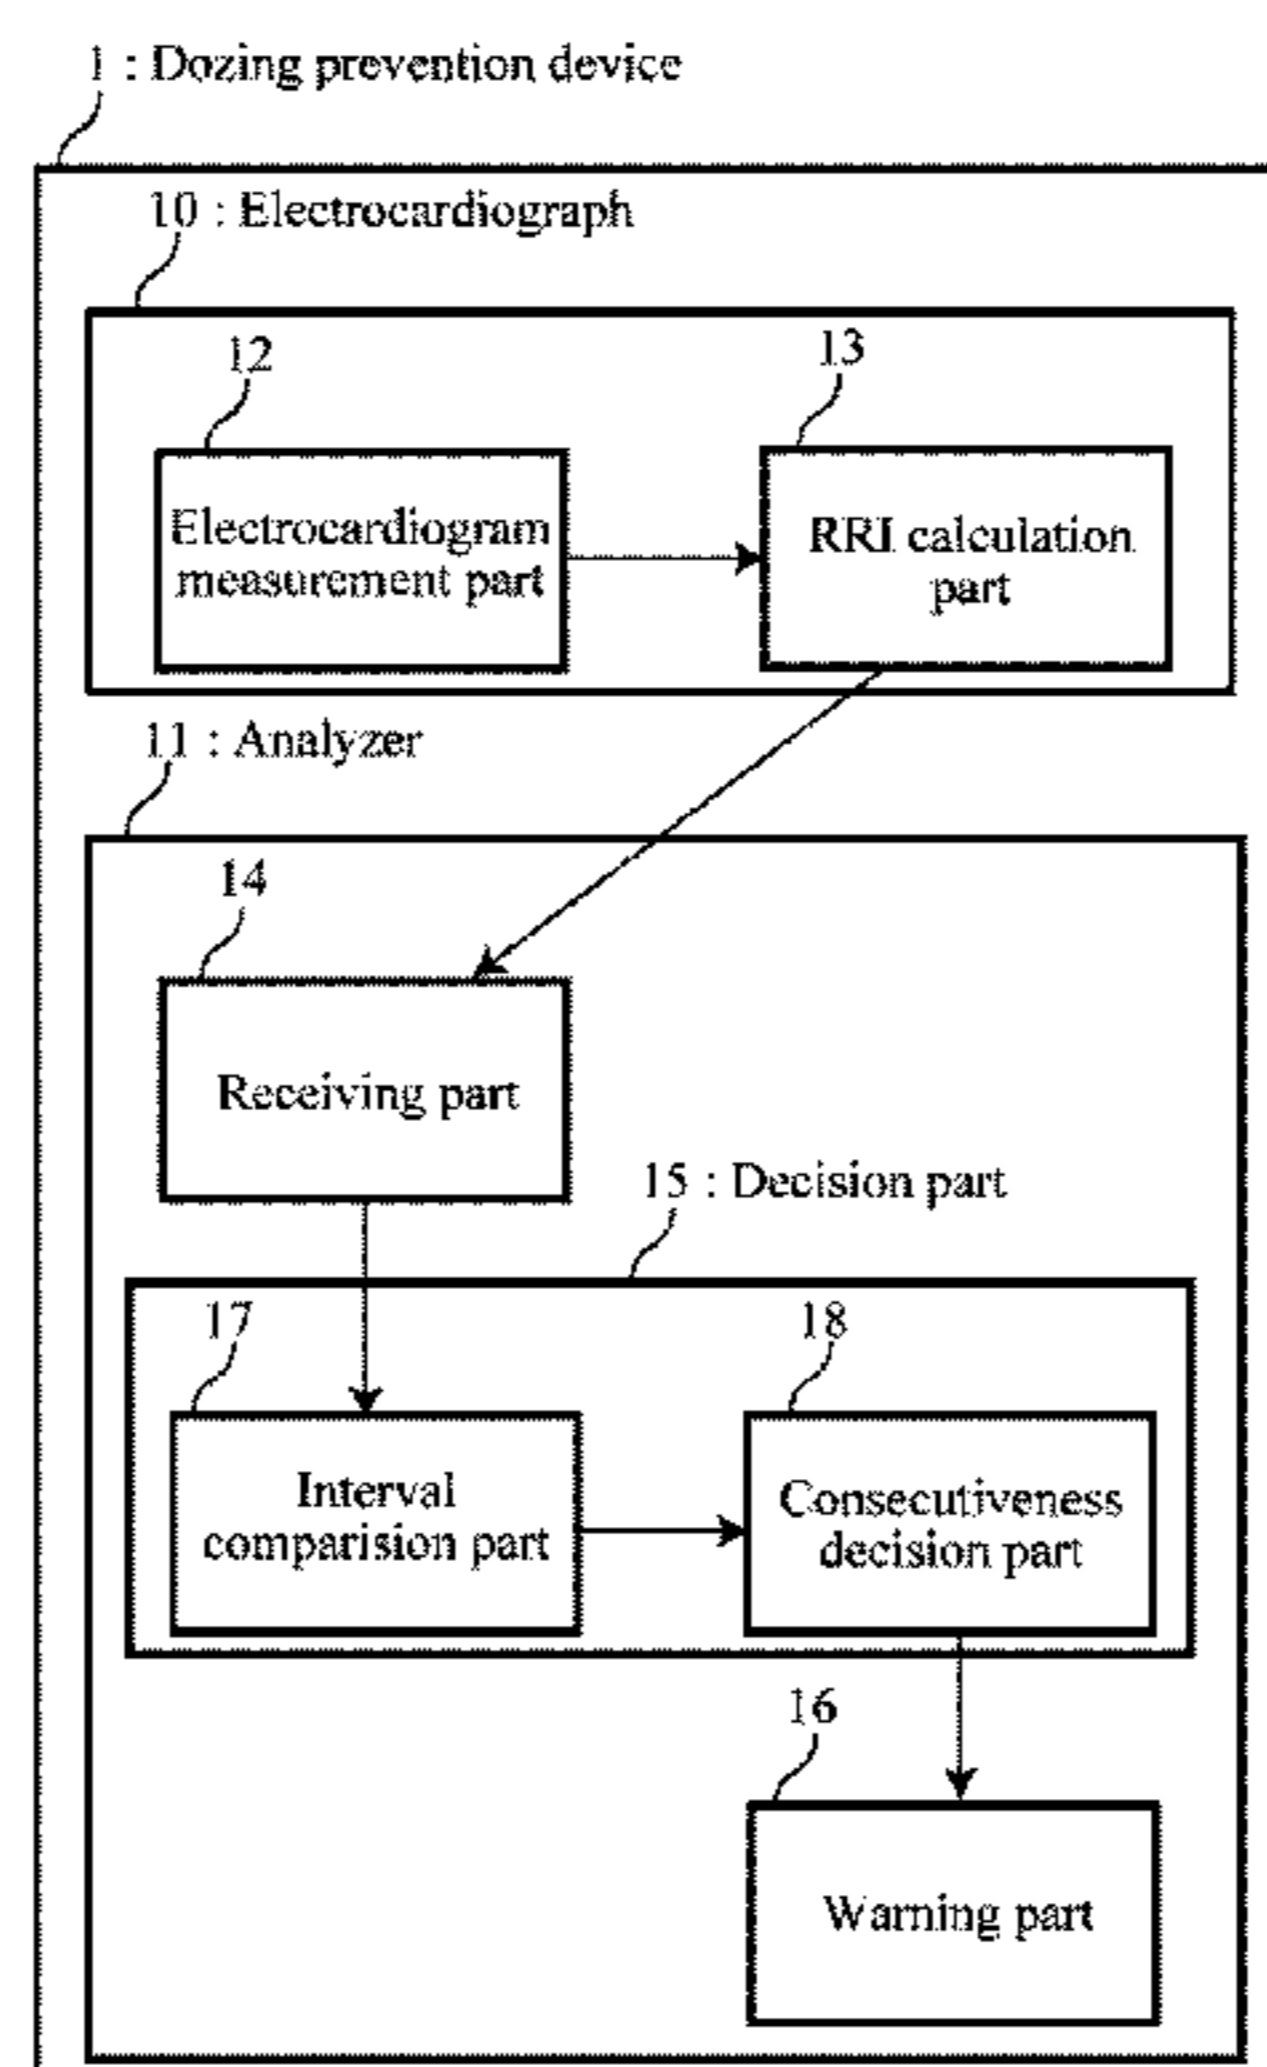 1 : Dozing prevention device
10 : Electrocardiograph
12
13
Electrocardiogram
measurement part
RRI calculation
part
11 : Analyzer
14
Receiving part
15 : Decision part
17
18
Interval
comparision part
Consecutiveness
decision part
16
Warning part